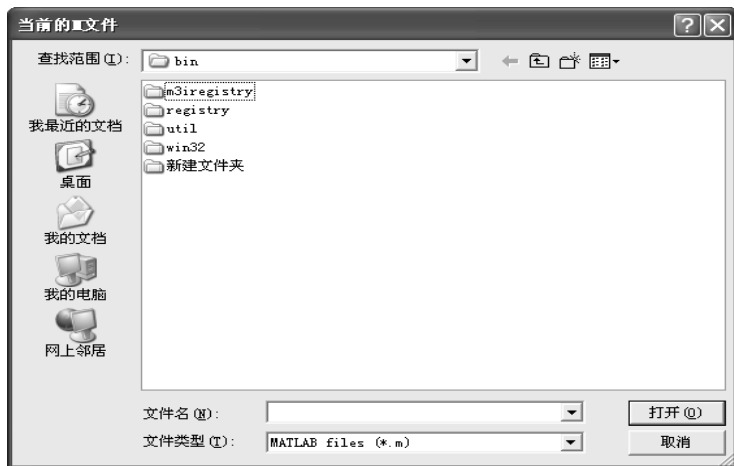 当前的M文件
查找范围(I):
bin
我最近的文档
桌面
我的文档
我的电脑
网上邻居
m3iregistry
registry
util
win32
新建文件夹
文件名(N):
打开(O)
文件类型(T):
MATLAB files (*.m)
取消